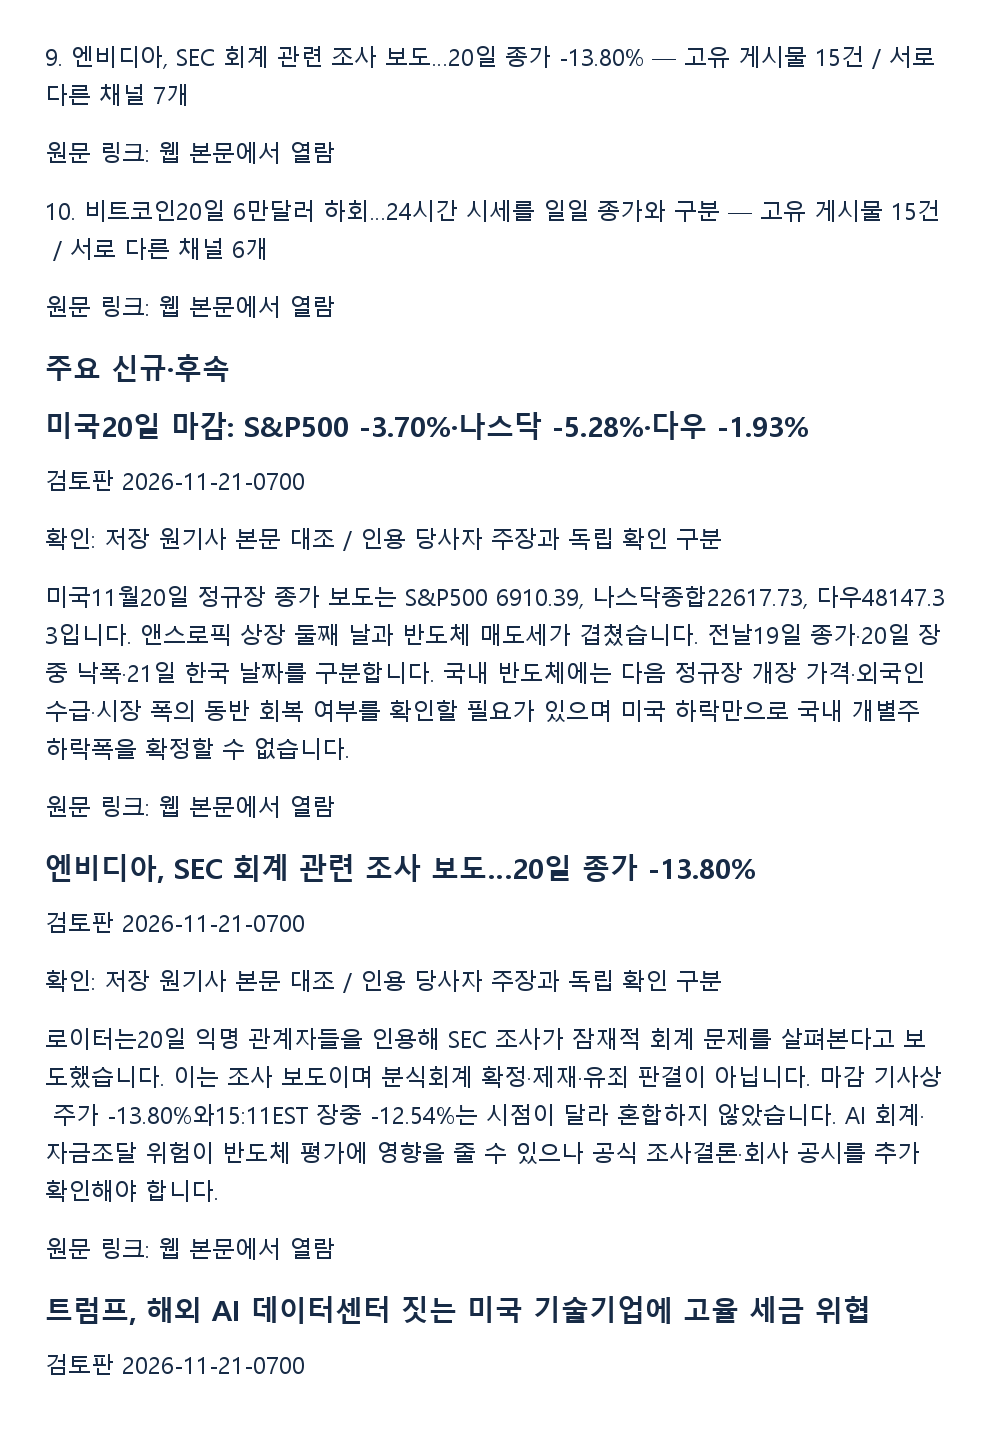 9. 엔비디아, SEC 회계 관련 조사 보도...20일 종가 -13.80% — 고유 게시물 15건 / 서로
다른 채널 7개
원문 링크: 웹 본문에서 열람
10. 비트코인20일 6만달러 하회...24시간 시세를 일일 종가와 구분 — 고유 게시물 15건
/ 서로 다른 채널 6개
원문 링크: 웹 본문에서 열람
주요 신규·후속
미국20일 마감: S&P500 -3.70%·나스닥 -5.28%·다우 -1.93%
검토판 2026-11-21-0700
확인: 저장 원기사 본문 대조 / 인용 당사자 주장과 독립 확인 구분
미국11월20일 정규장 종가 보도는 S&P500 6910.39, 나스닥종합22617.73, 다우48147.3
3입니다. 앤스로픽 상장 둘째 날과 반도체 매도세가 겹쳤습니다. 전날19일 종가·20일 장
중 낙폭·21일 한국 날짜를 구분합니다. 국내 반도체에는 다음 정규장 개장 가격·외국인
수급·시장 폭의 동반 회복 여부를 확인할 필요가 있으며 미국 하락만으로 국내 개별주
하락폭을 확정할 수 없습니다.
원문 링크: 웹 본문에서 열람
엔비디아, SEC 회계 관련 조사 보도...20일 종가 -13.80%
검토판 2026-11-21-0700
확인: 저장 원기사 본문 대조 / 인용 당사자 주장과 독립 확인 구분
로이터는20일 익명 관계자들을 인용해 SEC 조사가 잠재적 회계 문제를 살펴본다고 보
도했습니다. 이는 조사 보도이며 분식회계 확정·제재·유죄 판결이 아닙니다. 마감 기사상
주가 -13.80%와15:11EST 장중 -12.54%는 시점이 달라 혼합하지 않았습니다. AI 회계·
자금조달 위험이 반도체 평가에 영향을 줄 수 있으나 공식 조사결론·회사 공시를 추가
확인해야 합니다.
원문 링크: 웹 본문에서 열람
트럼프, 해외 AI 데이터센터 짓는 미국 기술기업에 고율 세금 위협
검토판 2026-11-21-0700